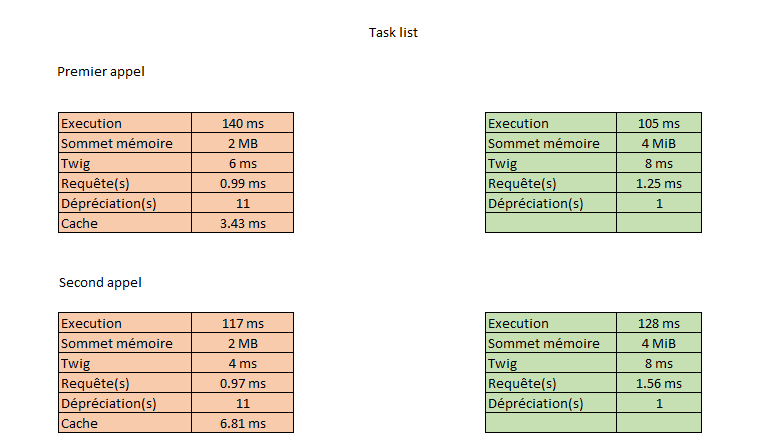 Task list
Premier appel
Execution 140 ms Execution 105 ms
Sommet mémoire 2 MB Sommet mémoire 4 MiB
Twig 6 ms Twig 8 ms
Requête(s) 0.99 ms Requête(s) 1.25 ms
Dépréciation(s) 11 Dépréciation(s) 1
Cache 3.43 ms
Second appel
Execution 117 ms Execution 128 ms
Sommet mémoire 2 MB Sommet mémoire 4 MiB
Twig 4 ms Twig 8 ms
Requête(s) 0.97 ms Requête(s) 1.56 ms
Dépréciation(s) 11 Dépréciation(s) 1
Cache 6.81 ms